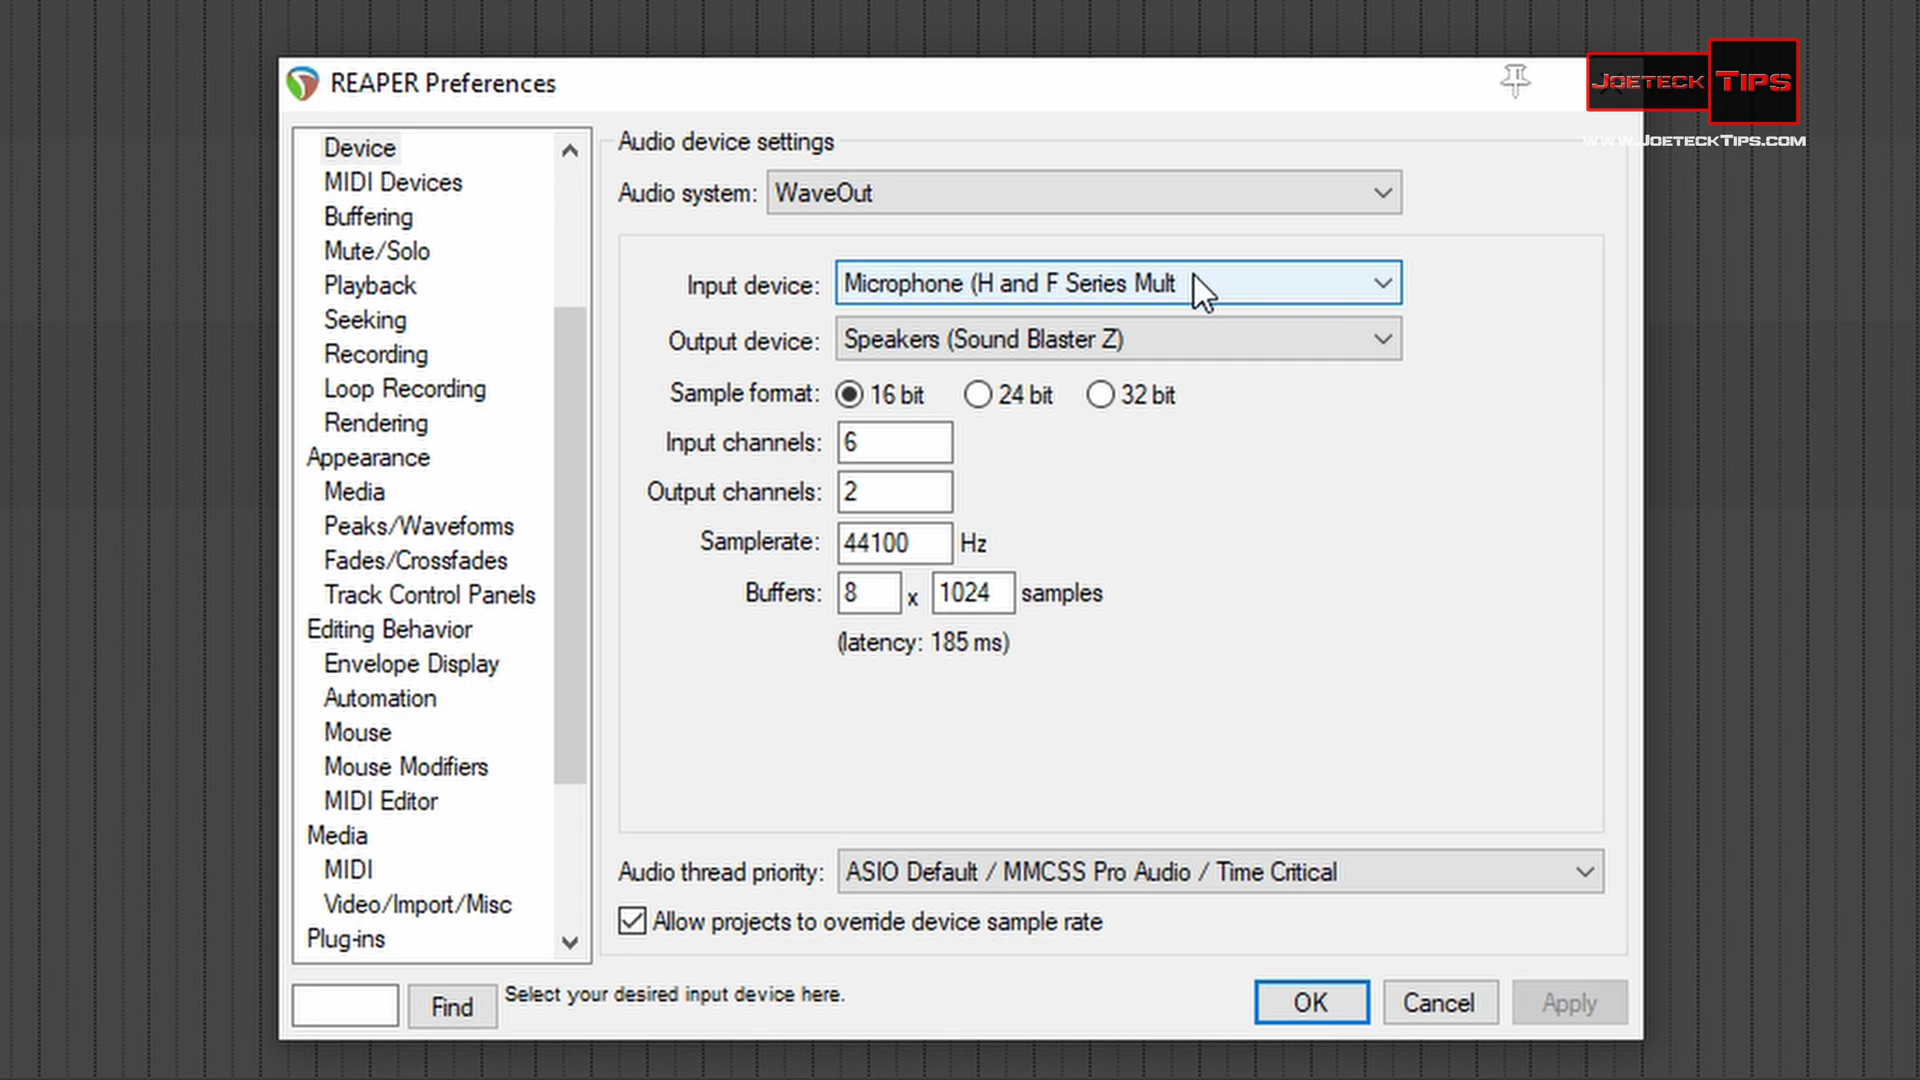 REAPER Preferences
JOETECK TIPS
www.JoeteckTips.com
Device
MIDI Devices
Buffering
Mute/Solo
Playback
Seeking
Recording
Loop Recording
Rendering
Appearance
Media
Peaks/Waveforms
Fades/Crossfades
Track Control Panels
Editing Behavior
Envelope Display
Automation
Mouse
Mouse Modifiers
MIDI Editor
Media
MIDI
Video/Import/Misc
Plug-ins
Audio device settings
Audio system: WaveOut
Input device: Microphone (H and F Series Mult
Output device: Speakers (Sound Blaster Z)
Sample format: 16 bit 24 bit 32 bit
Input channels: 6
Output channels: 2
Samplerate: 44100 Hz
Buffers: 8 x 1024 samples
(latency: 185 ms)
Audio thread priority: ASIO Default / MMCSS Pro Audio / Time Critical
Allow projects to override device sample rate
Find Select your desired input device here. OK Cancel Apply